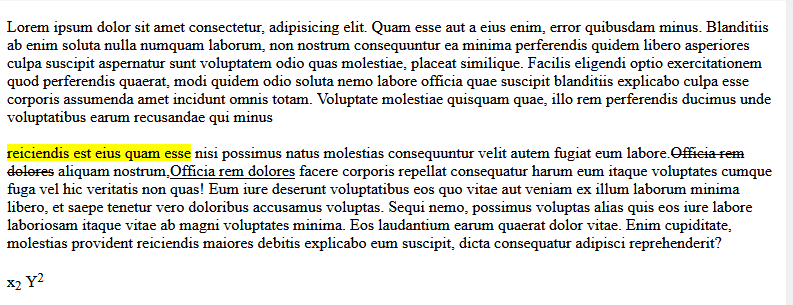 Lorem ipsum dolor sit amet consectetur, adipisicing elit. Quam esse aut a eius enim, error quibusdam minus. Blanditiis
ab enim soluta nulla numquam laborum, non nostrum consequuntur ea minima perferendis quidem libero asperiores
culpa suscipit aspernatur sunt voluptatem odio quas molestiae, placeat similique. Facilis eligendi optio exercitationem
quod perferendis quaerat, modi quidem odio soluta nemo labore officia quae suscipit blanditiis explicabo culpa esse
corporis assumenda amet incidunt omnis totam. Voluptate molestiae quisquam quae, illo rem perferendis ducimus unde
voluptatibus earum recusandae qui minus
reiciendis est eius quam esse nisi possimus natus molestias consequuntur velit autem fugiat eum labore.Officia rem
dolores aliquam nostrum,Officia rem dolores facere corporis repellat consequatur harum eum itaque voluptates cumque
fuga vel hic veritatis non quas! Eum iure deserunt voluptatibus eos quo vitae aut veniam ex illum laborum minima
libero, et saepe tenetur vero doloribus accusamus voluptas. Sequi nemo, possimus voluptas alias quis eos iure labore
laboriosam itaque vitae ab magni voluptates minima. Eos laudantium earum quaerat dolor vitae. Enim cupiditate,
molestias provident reiciendis maiores debitis explicabo eum suscipit, dicta consequatur adipisci reprehenderit?
x₂ Y²